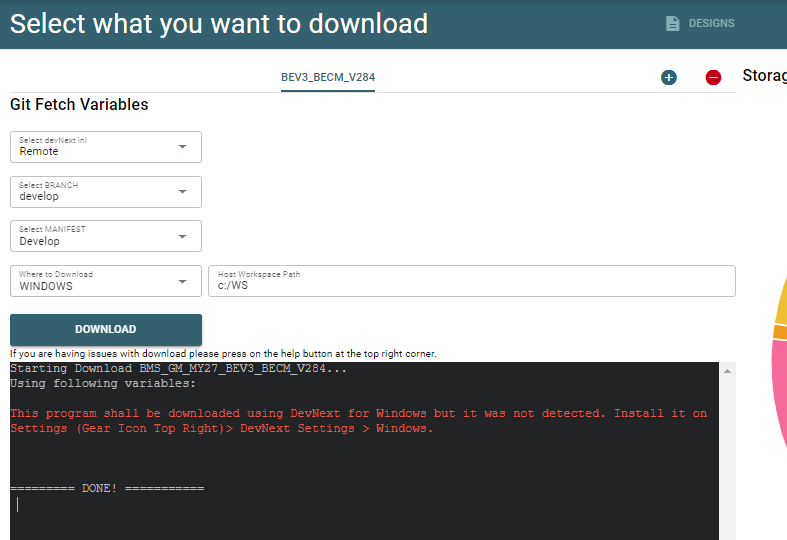 Select what you want to download
DESIGNS
BEV3_BECM_V284
Storag
Git Fetch Variables
Select devNext ini
Remote
Select BRANCH
develop
Select MANIFEST
Develop
Where to Download
WINDOWS
Host Workspace Path
c:/WS
DOWNLOAD
If you are having issues with download please press on the help button at the top right corner.
Starting Download BMS_GM_MY27_BEV3_BECM_V284...
Using following variables:
This program shall be downloaded using DevNext for Windows but it was not detected. Install it on
Settings (Gear Icon Top Right)> DevNext Settings > Windows.
========= DONE! ===========